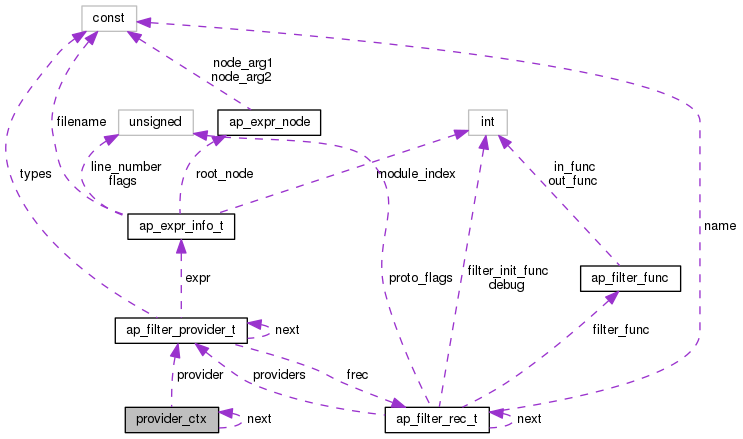 const
node_arg1
node_arg2
filename
unsigned
ap_expr_node
int
types
line_number
flags
root_node
module_index
in_func
out_func
ap_expr_info_t
name
expr
proto_flags
filter_init_func
debug
ap_filter_func
ap_filter_provider_t
next
filter_func
provider
providers
frec
provider_ctx
next
ap_filter_rec_t
next